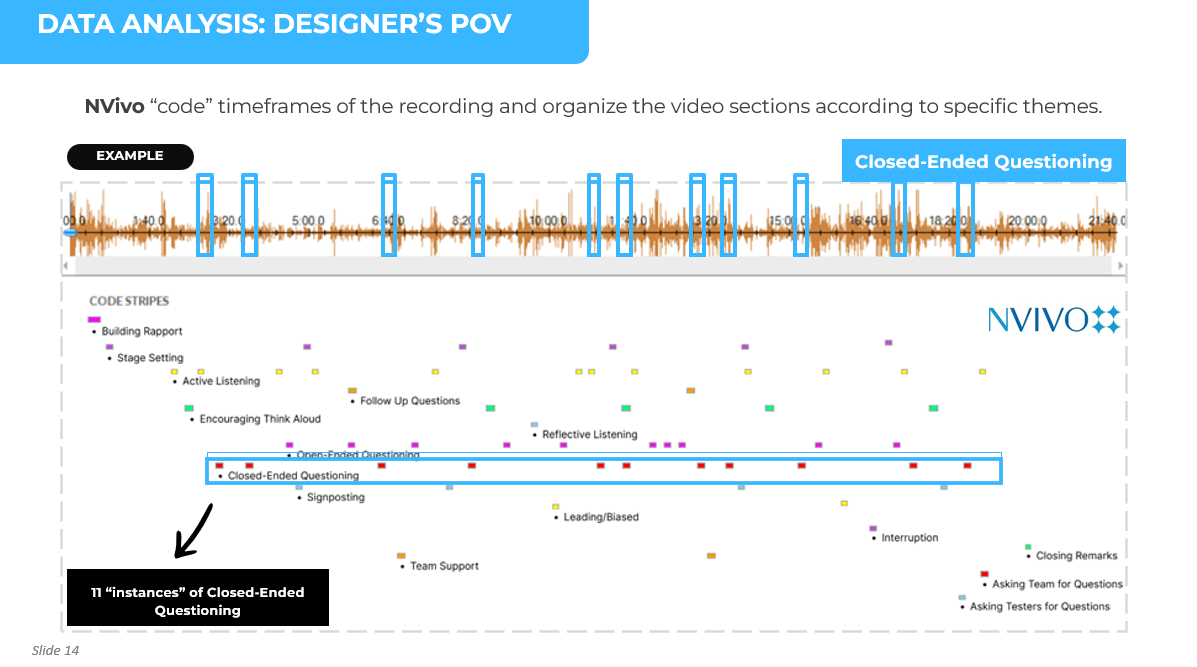 DATA ANALYSIS: DESIGNER'S POV
NVivo “code” timeframes of the recording and organize the video sections according to specific themes.
EXAMPLE
Closed-Ended Questioning
00.0 1:40.0 3:20.0 5:00.0 6:40.0 8:20.0 10:00.0 1:40.0 3:20.0 15:00.0 16:40.0 18:20.0 20:00.0 21:40.0
CODE STRIPES
NVIVO
• Building Rapport
• Stage Setting
• Active Listening
• Follow Up Questions
• Encouraging Think Aloud
• Reflective Listening
• Open-Ended Questioning
• Closed-Ended Questioning
• Signposting
• Leading/Biased
• Interruption
• Closing Remarks
• Team Support
• Asking Team for Questions
• Asking Testers for Questions
11 “instances” of Closed-Ended
Questioning
Slide 14